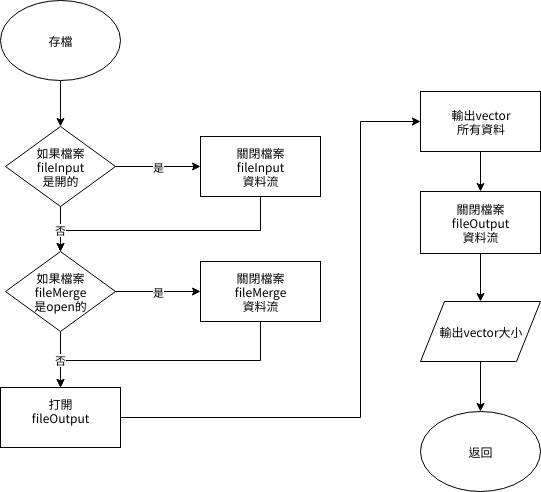 存檔
如果檔案
fileInput
是開的
是
關閉檔案
fileInput
資料流
否
如果檔案
fileMerge
是open的
是
關閉檔案
fileMerge
資料流
否
打開
fileOutput
輸出vector
所有資料
關閉檔案
fileOutput
資料流
輸出vector大小
返回